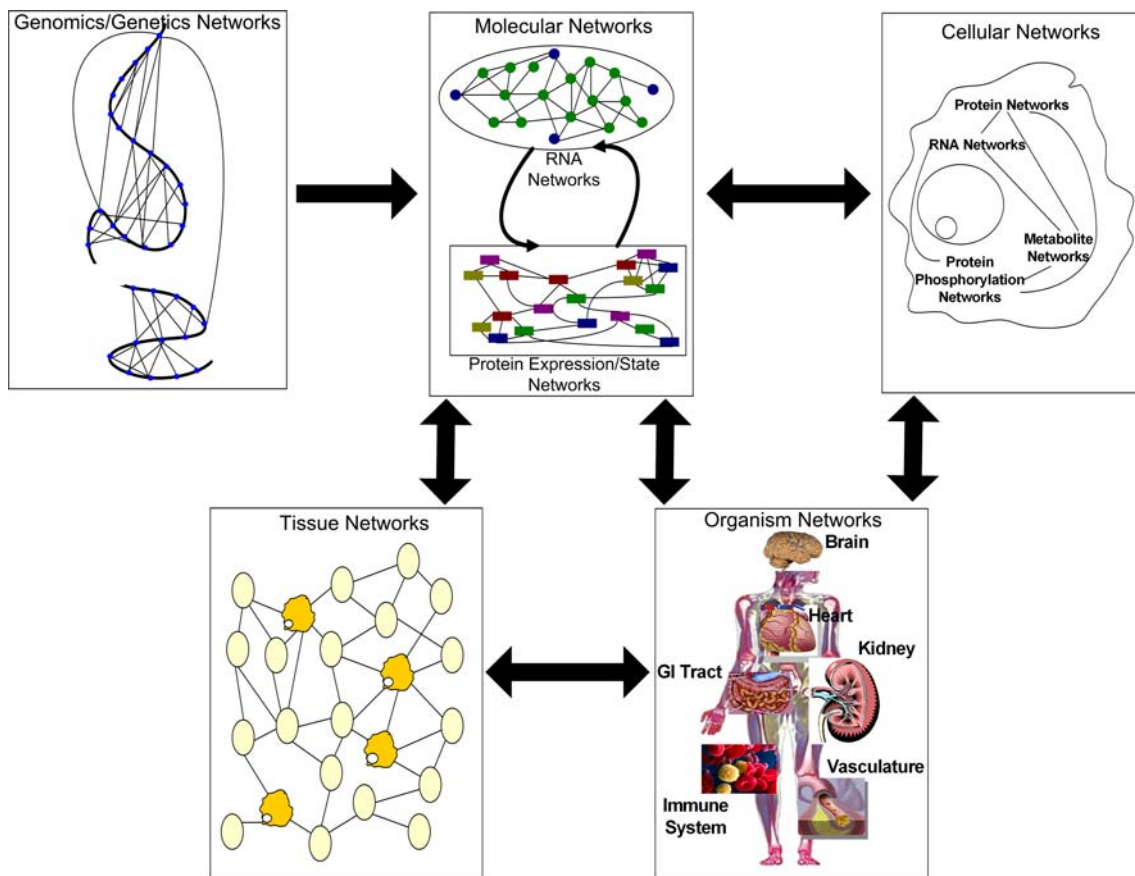 Genomics/Genetics Networks
Molecular Networks
RNA
Networks
Protein Expression/State
Networks
Cellular Networks
Protein Networks
RNA Networks
Metabolite
Networks
Protein
Phosphorylation
Networks
Tissue Networks
Organism Networks
Brain
Heart
Kidney
GI Tract
Vasculature
Immune
System